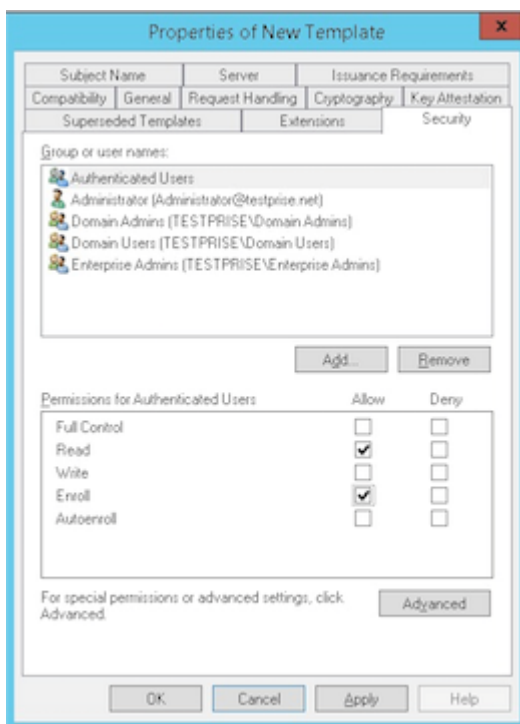 Properties of New Template
x
Subject Name Server Issuance Requirements
Compatibility General Request Handling Cryptography Key Attestation
Superseded Templates Extensions Security
Group or user names:
Authenticated Users
Administrator (Administrator@testprise.net)
Domain Admins (TESTPRISE\Domain Admins)
Domain Users (TESTPRISE\Domain Users)
Enterprise Admins (TESTPRISE\Enterprise Admins)
Add... Remove
Permissions for Authenticated Users Allow Deny
Full Control
Read
Write
Enroll
Autoenroll
For special permissions or advanced settings, click
Advanced.
Advanced
OK Cancel Apply Help